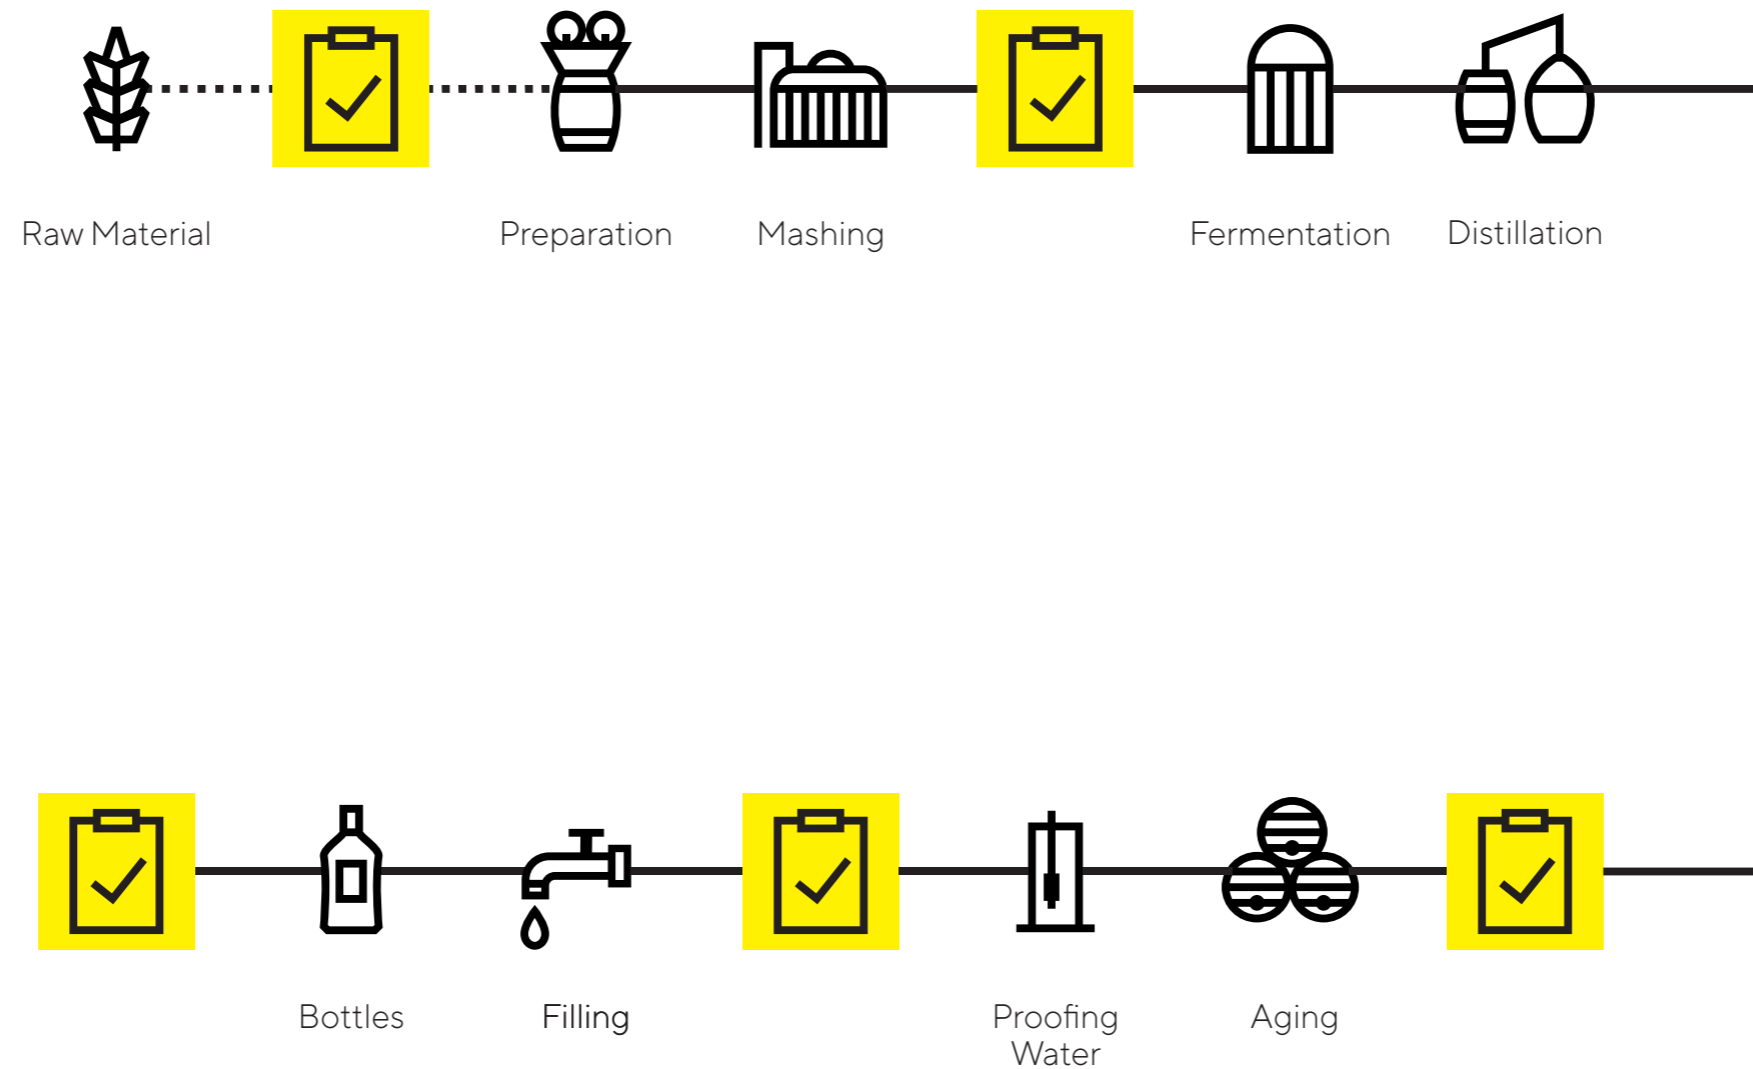 Raw Material
Preparation
Mashing
Fermentation
Distillation
Bottles
Filling
Proofing
Water
Aging